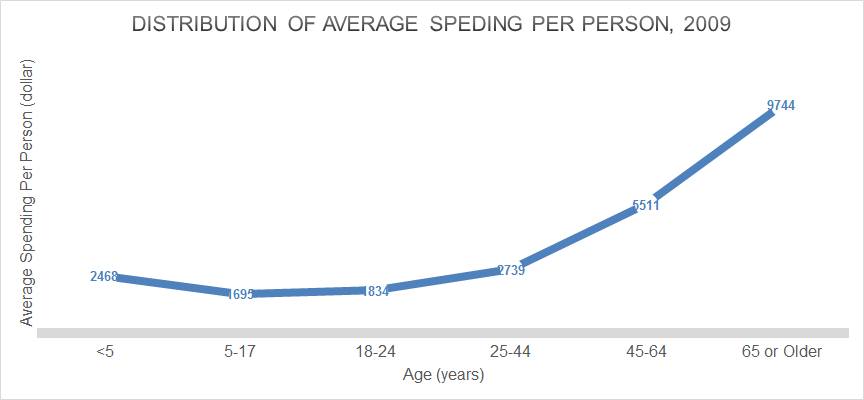 DISTRIBUTION OF AVERAGE SPEDING PER PERSON, 2009
Average Spending Per Person (dollar)
9744
5511
2739
2468
1834
1695
<5 5-17 18-24 25-44 45-64 65 or Older
Age (years)